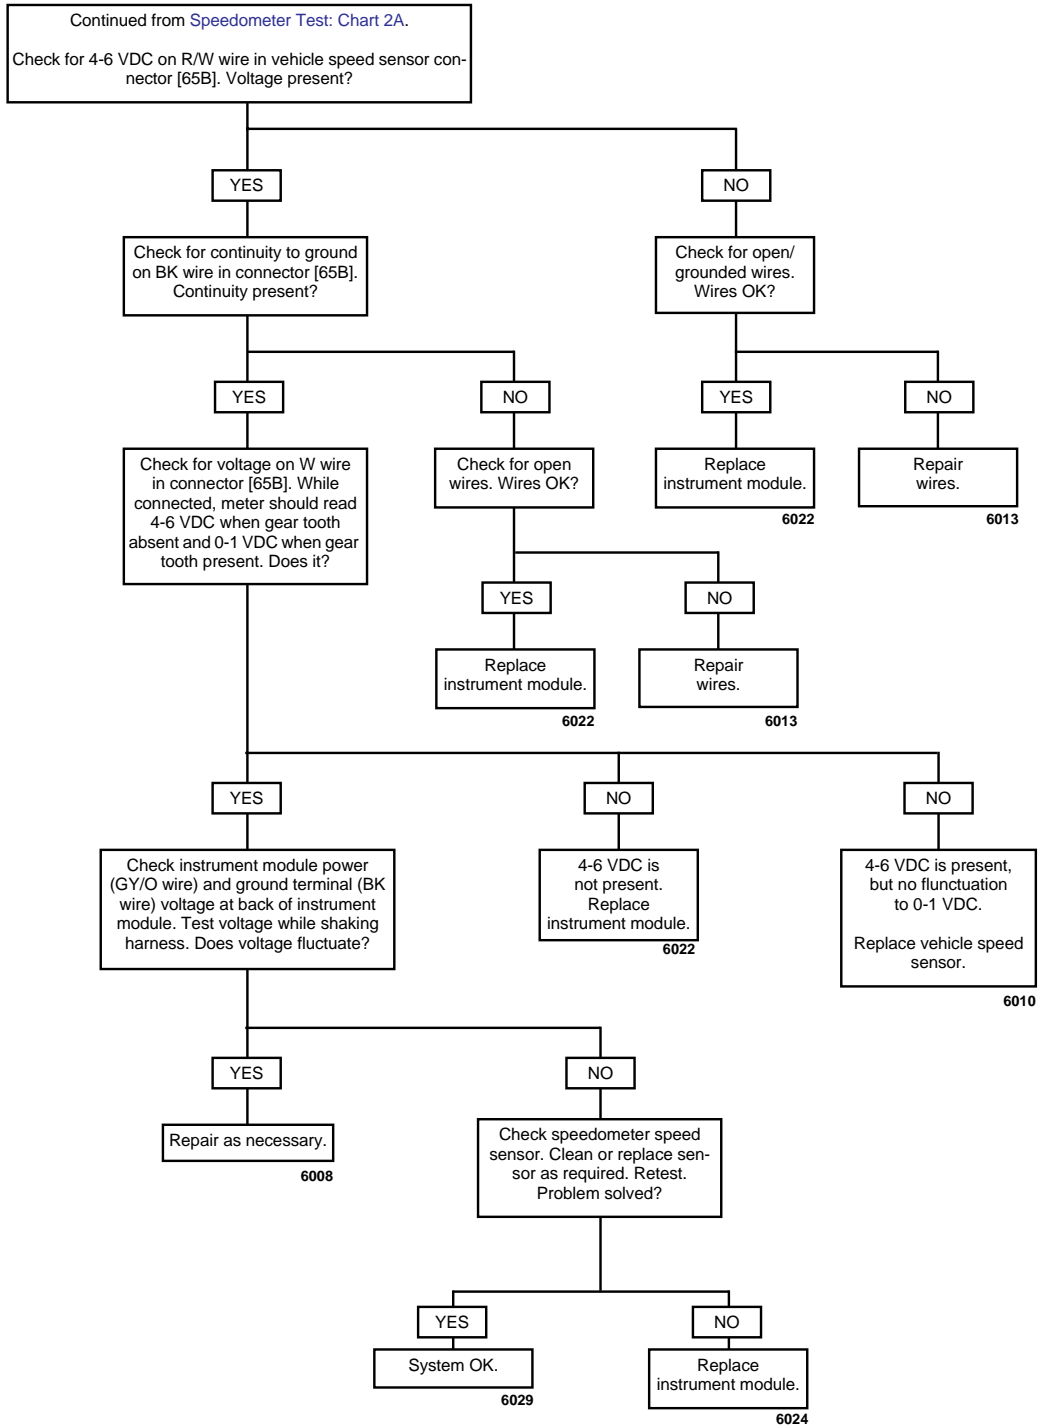 Continued from Speedometer Test: Chart 2A.
Check for 4-6 VDC on R/W wire in vehicle speed sensor con-
nector [65B]. Voltage present?
YES
NO
Check for continuity to ground
on BK wire in connector [65B].
Continuity present?
Check for open/
grounded wires.
Wires OK?
YES
NO
YES
NO
Check for voltage on W wire
in connector [65B]. While
connected, meter should read
4-6 VDC when gear tooth
absent and 0-1 VDC when gear
tooth present. Does it?
Check for open
wires. Wires OK?
Replace
instrument module.
6022
Repair
wires.
6013
YES
NO
Replace
instrument module.
6022
Repair
wires.
6013
YES
NO
NO
Check instrument module power
(GY/O wire) and ground terminal (BK
wire) voltage at back of instrument
module. Test voltage while shaking
harness. Does voltage fluctuate?
4-6 VDC is
not present.
Replace
instrument module.
6022
4-6 VDC is present,
but no flunctuation
to 0-1 VDC.
Replace vehicle speed
sensor.
6010
YES
NO
Repair as necessary.
6008
Check speedometer speed
sensor. Clean or replace sen-
sor as required. Retest.
Problem solved?
YES
NO
System OK.
6029
Replace
instrument module.
6024